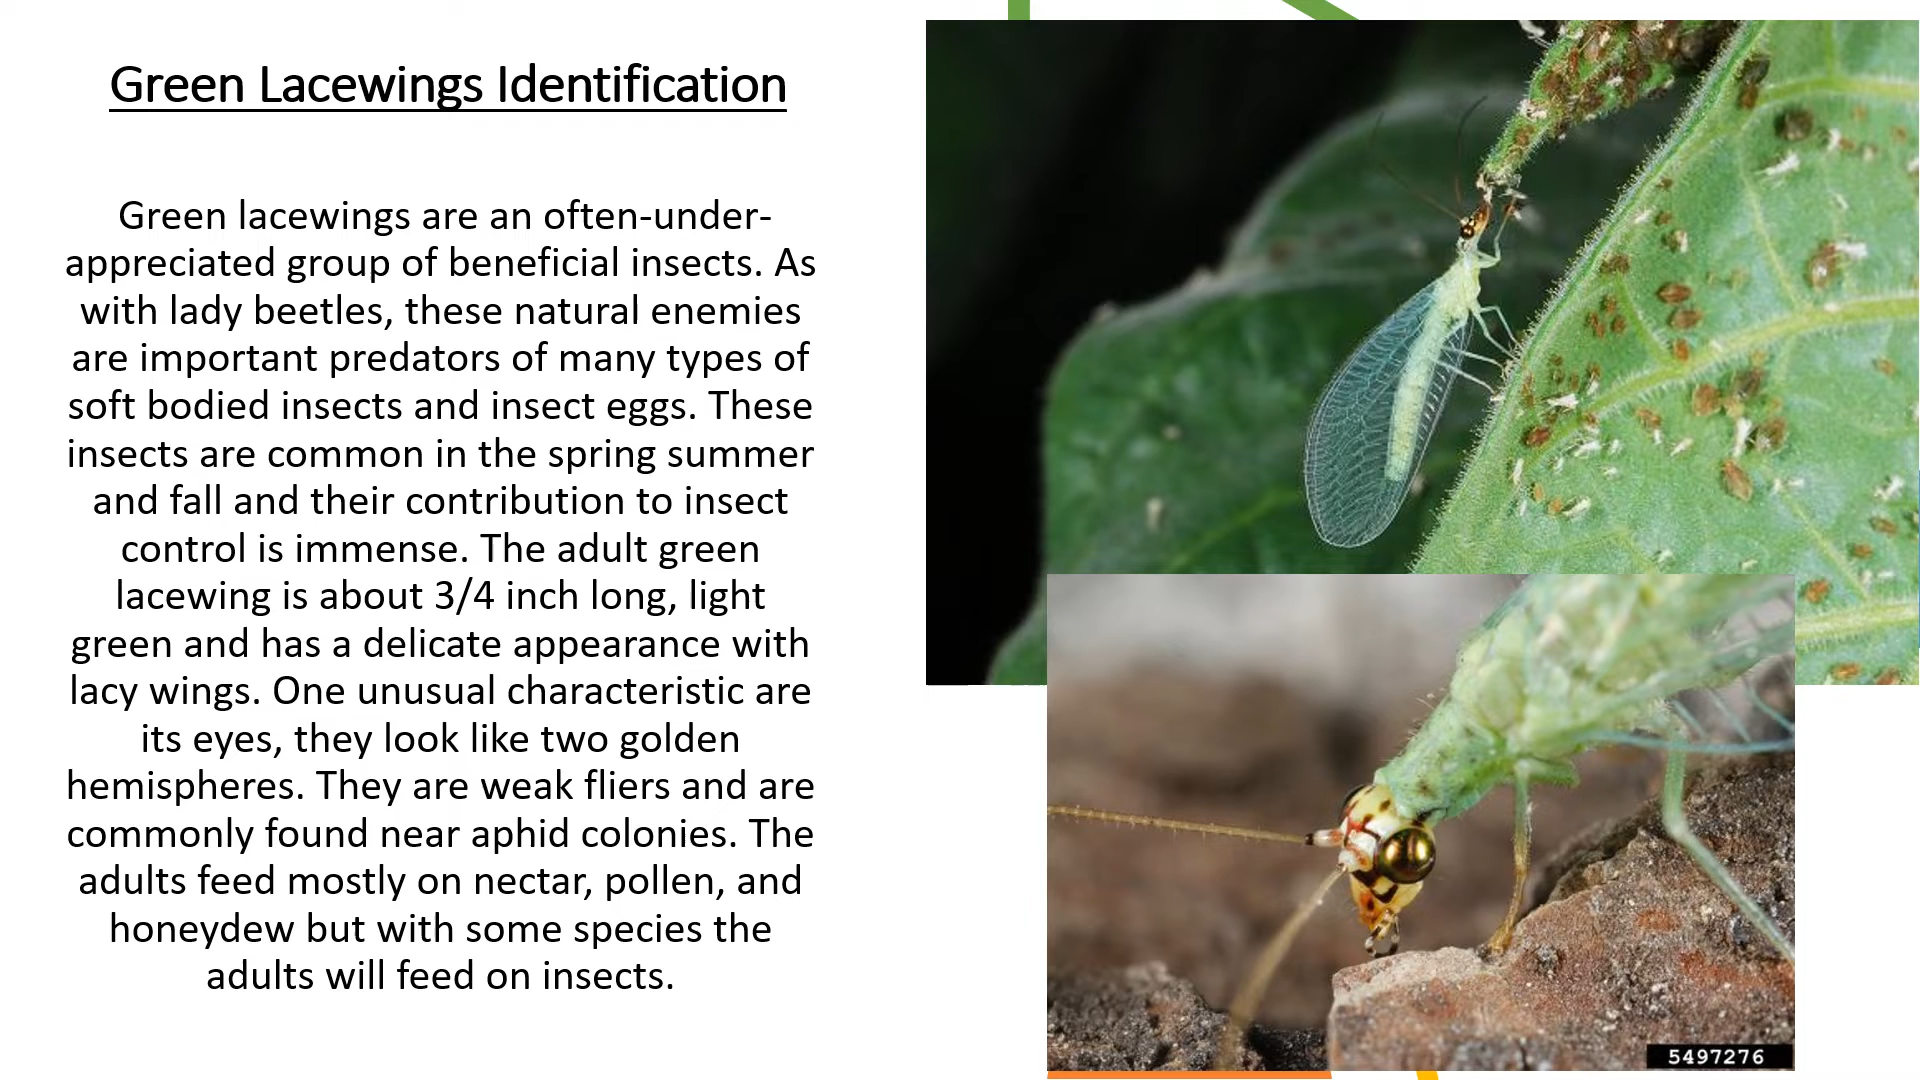 Green Lacewings Identification
Green lacewings are an often-under-
appreciated group of beneficial insects. As
with lady beetles, these natural enemies
are important predators of many types of
soft bodied insects and insect eggs. These
insects are common in the spring summer
and fall and their contribution to insect
control is immense. The adult green
lacewing is about 3/4 inch long, light
green and has a delicate appearance with
lacy wings. One unusual characteristic are
its eyes, they look like two golden
hemispheres. They are weak fliers and are
commonly found near aphid colonies. The
adults feed mostly on nectar, pollen, and
honeydew but with some species the
adults will feed on insects.
5497276